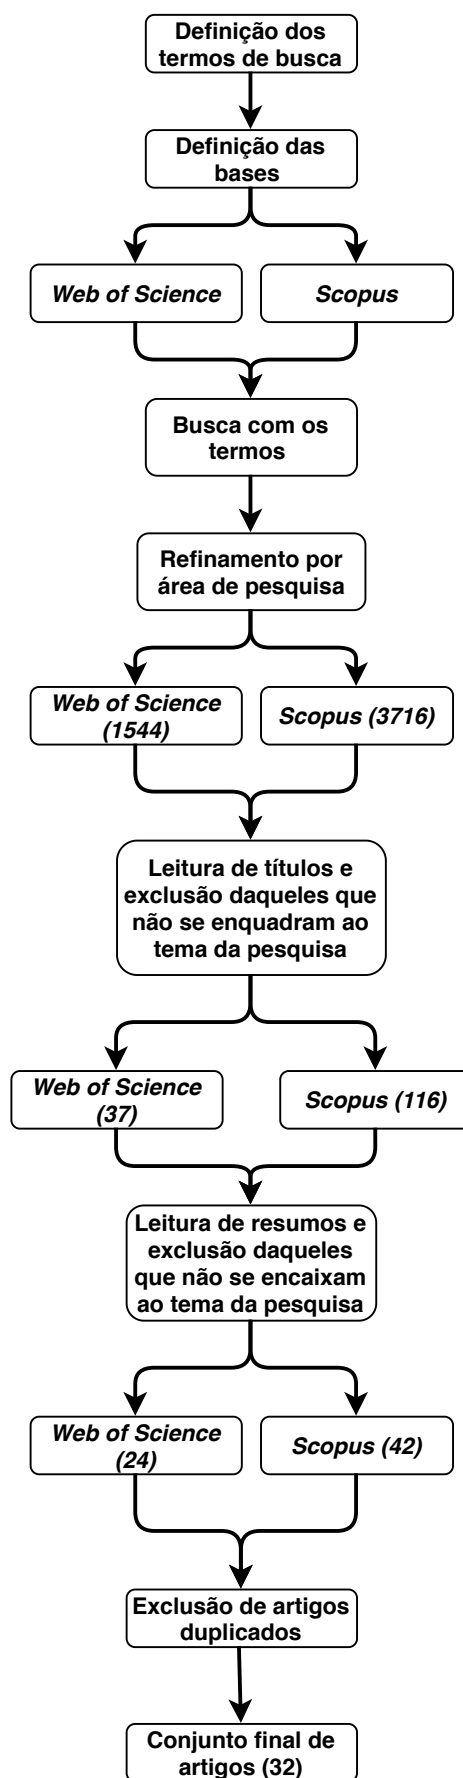 Definição dos
termos de busca
Definição das
bases
Web of Science
Scopus
Busca com os
termos
Refinamento por
área de pesquisa
Web of Science
(1544)
Scopus (3716)
Leitura de títulos e
exclusão daqueles que
não se enquadram ao
tema da pesquisa
Web of Science
(37)
Scopus (116)
Leitura de resumos e
exclusão daqueles
que não se encaixam
ao tema da pesquisa
Web of Science
(24)
Scopus (42)
Exclusão de artigos
duplicados
Conjunto final de
artigos (32)